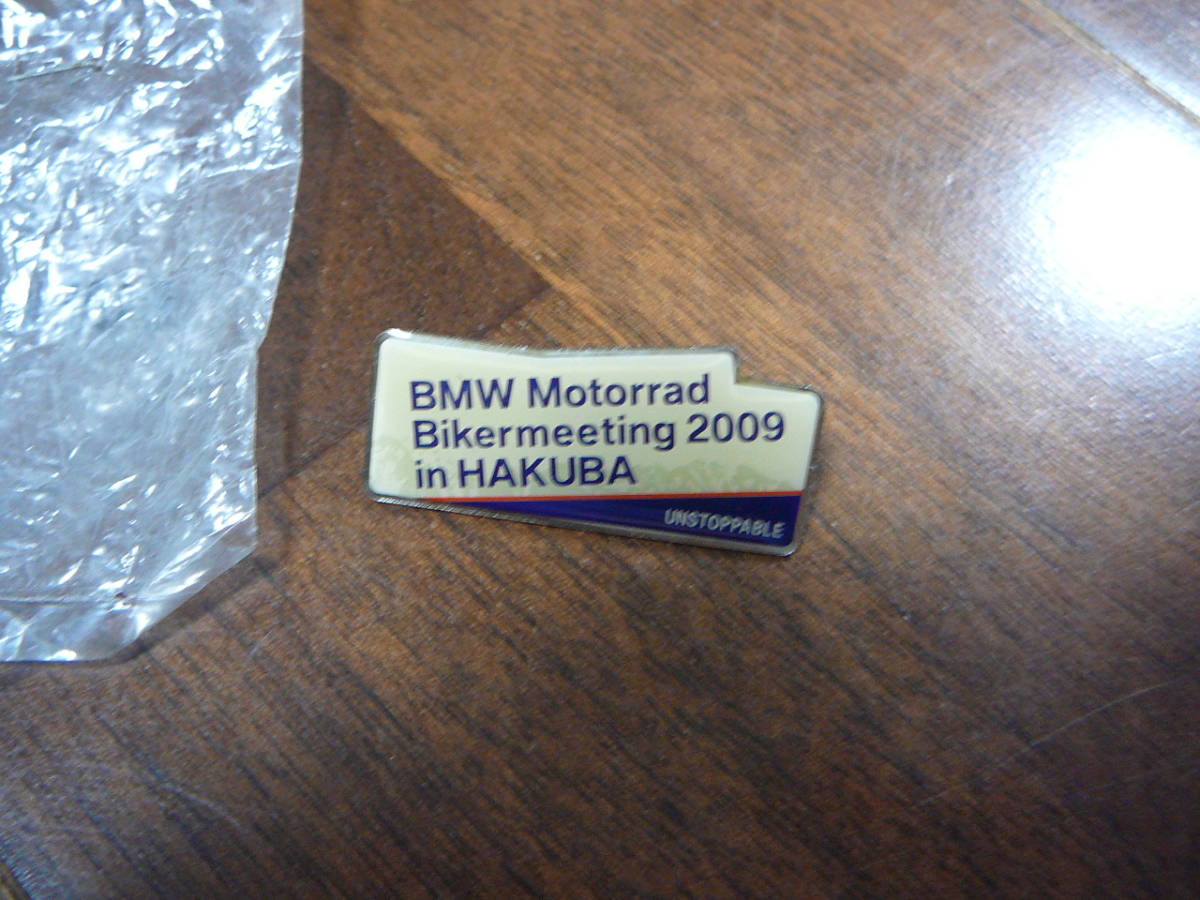 BMW Motorrad
Bikermeeting 2009
in HAKUBA
UNSTOPPABLE